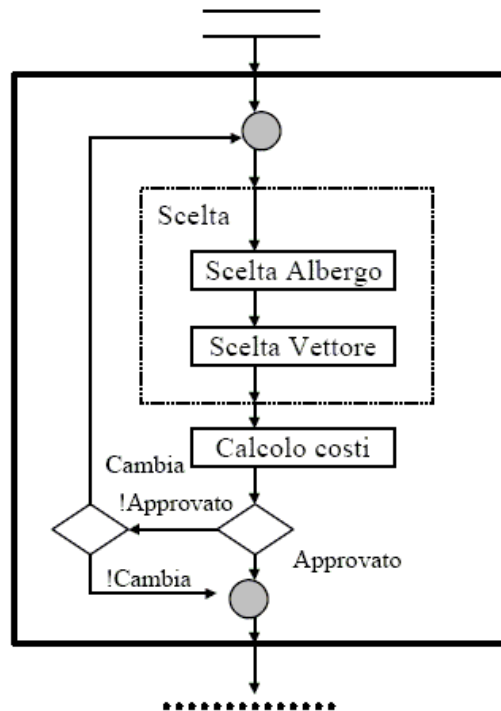 Scelta
Scelta Albergo
Scelta Vettore
Calcolo costi
Cambia
!Approvato
Approvato
!Cambia